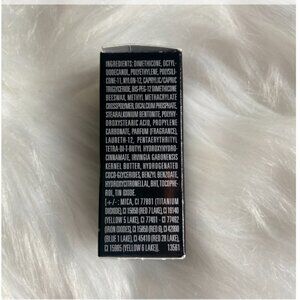 INGREDIENTS: DIMETHICONE, OCTYL-
DODECANOL, POLYETHYLENE, POLYSILI-
CONE-11, NYLON-12, CAPRYLIC/CAPRIC
TRIGLYCERIDE, BIS-PEG-12 DIMETHICONE
BEESWAX, METHYL METHACRYLATE
CROSSPOLYMER, DICALCIUM PHOSPHATE,
STEARALKONIUM BENTONITE, POLYHY-
DROXYSTEARIC ACID, PROPYLENE
CARBONATE, PARFUM (FRAGRANCE),
LAURETH-12, PENTAERYTHRITYL
TETRA-DI-T-BUTYL HYDROXYHYDRO-
CINNAMATE, IRVINGIA GABONENSIS
KERNEL BUTTER, HYDROGENATED
COCO-GLYCERIDES, BENZYL BENZOATE,
HYDROXYCITRONELLAL, BHT, TOCOPHE-
ROL, TIN OXIDE.
[+/-: MICA, CI 77891 (TITANIUM
DIOXIDE), CI 15850 (RED 7 LAKE), CI 19140
(YELLOW 5 LAKE), CI 77491 - CI 77492
(IRON OXIDES), CI 15850 (RED 6), CI 42090
(BLUE 1 LAKE), CI 45410 (RED 28 LAKE),
CI 15985 (YELLOW 6 LAKE)].